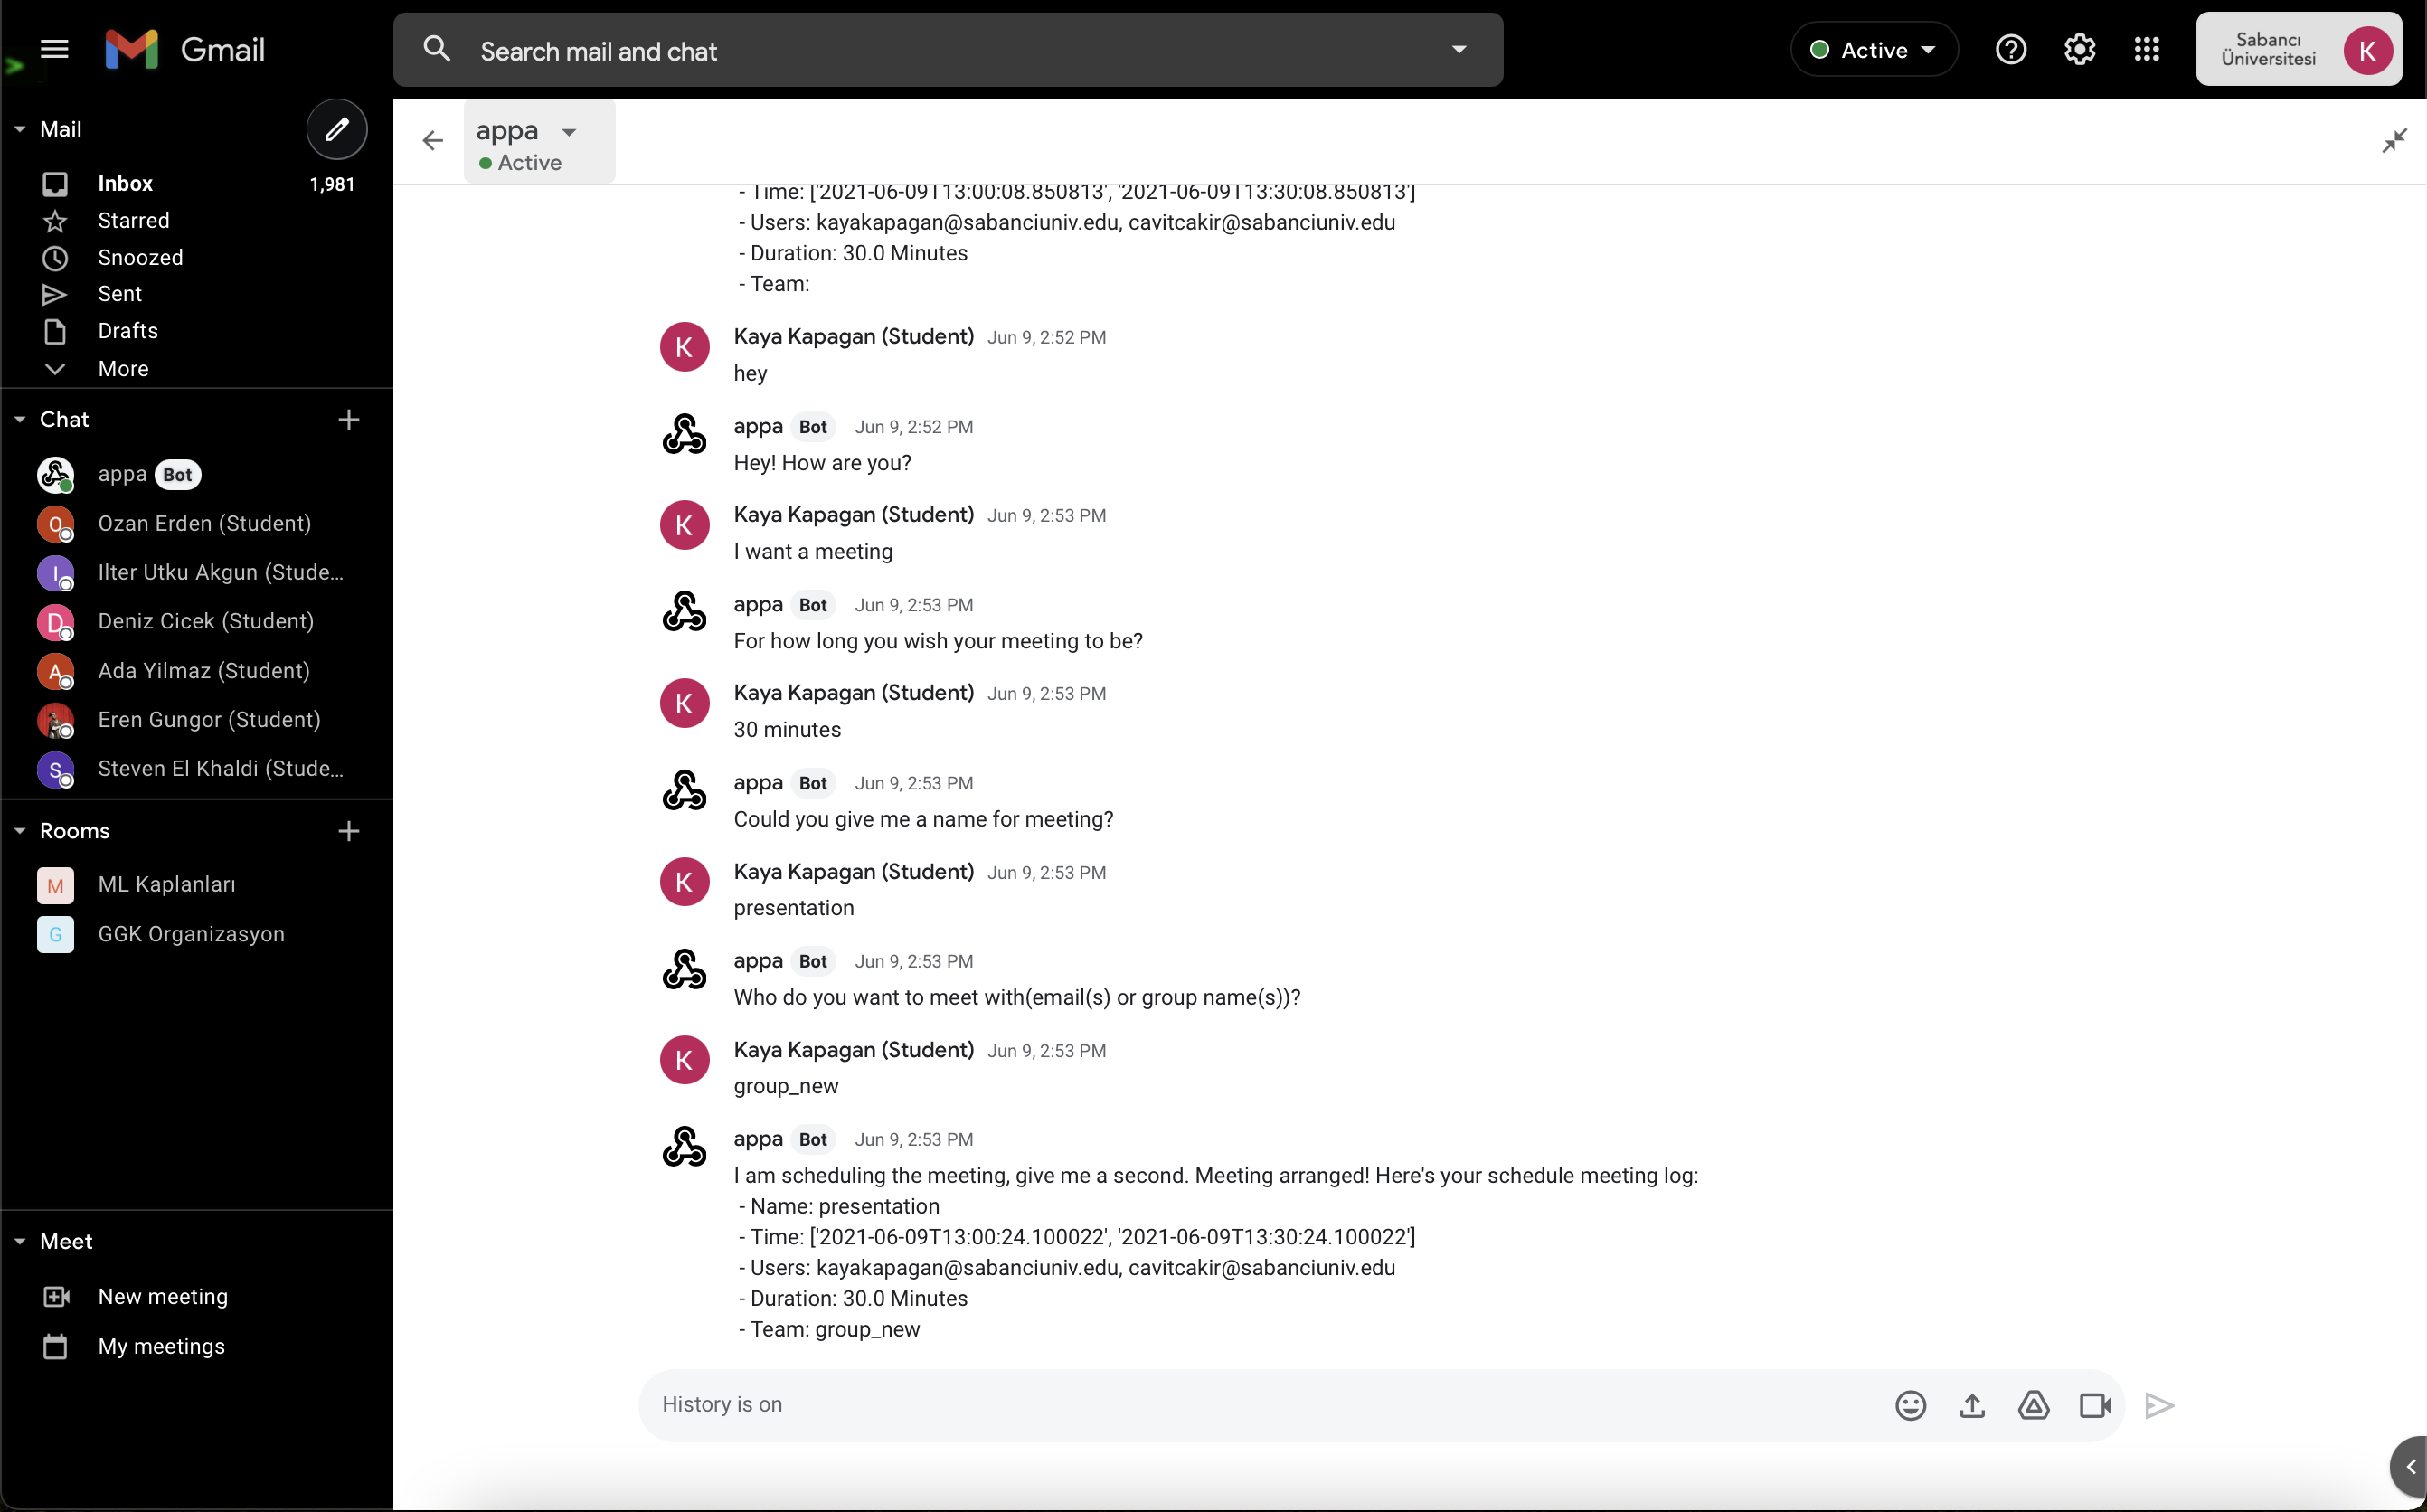 Gmail
Search mail and chat
Active
Sabancı
Üniversitesi
K
Mail
Inbox 1,981
Starred
Snoozed
Sent
Drafts
More
Chat
appa Bot
O Ozan Erden (Student)
I Ilter Utku Akgun (Stude...
D Deniz Cicek (Student)
A Ada Yilmaz (Student)
Eren Gungor (Student)
S Steven El Khaldi (Stude...
Rooms
M ML Kaplanları
G GGK Organizasyon
Meet
New meeting
My meetings
appa
Active
- Time: ['2021-06-09T13:00:08.850813', '2021-06-09T13:30:08.850813']
- Users: kayakapagan@sabanciuniv.edu, cavitcakir@sabanciuniv.edu
- Duration: 30.0 Minutes
- Team:
K Kaya Kapagan (Student) Jun 9, 2:52 PM
hey
appa Bot Jun 9, 2:52 PM
Hey! How are you?
K Kaya Kapagan (Student) Jun 9, 2:53 PM
I want a meeting
appa Bot Jun 9, 2:53 PM
For how long you wish your meeting to be?
K Kaya Kapagan (Student) Jun 9, 2:53 PM
30 minutes
appa Bot Jun 9, 2:53 PM
Could you give me a name for meeting?
K Kaya Kapagan (Student) Jun 9, 2:53 PM
presentation
appa Bot Jun 9, 2:53 PM
Who do you want to meet with(email(s) or group name(s))?
K Kaya Kapagan (Student) Jun 9, 2:53 PM
group_new
appa Bot Jun 9, 2:53 PM
I am scheduling the meeting, give me a second. Meeting arranged! Here's your schedule meeting log:
- Name: presentation
- Time: ['2021-06-09T13:00:24.100022', '2021-06-09T13:30:24.100022']
- Users: kayakapagan@sabanciuniv.edu, cavitcakir@sabanciuniv.edu
- Duration: 30.0 Minutes
- Team: group_new
History is on